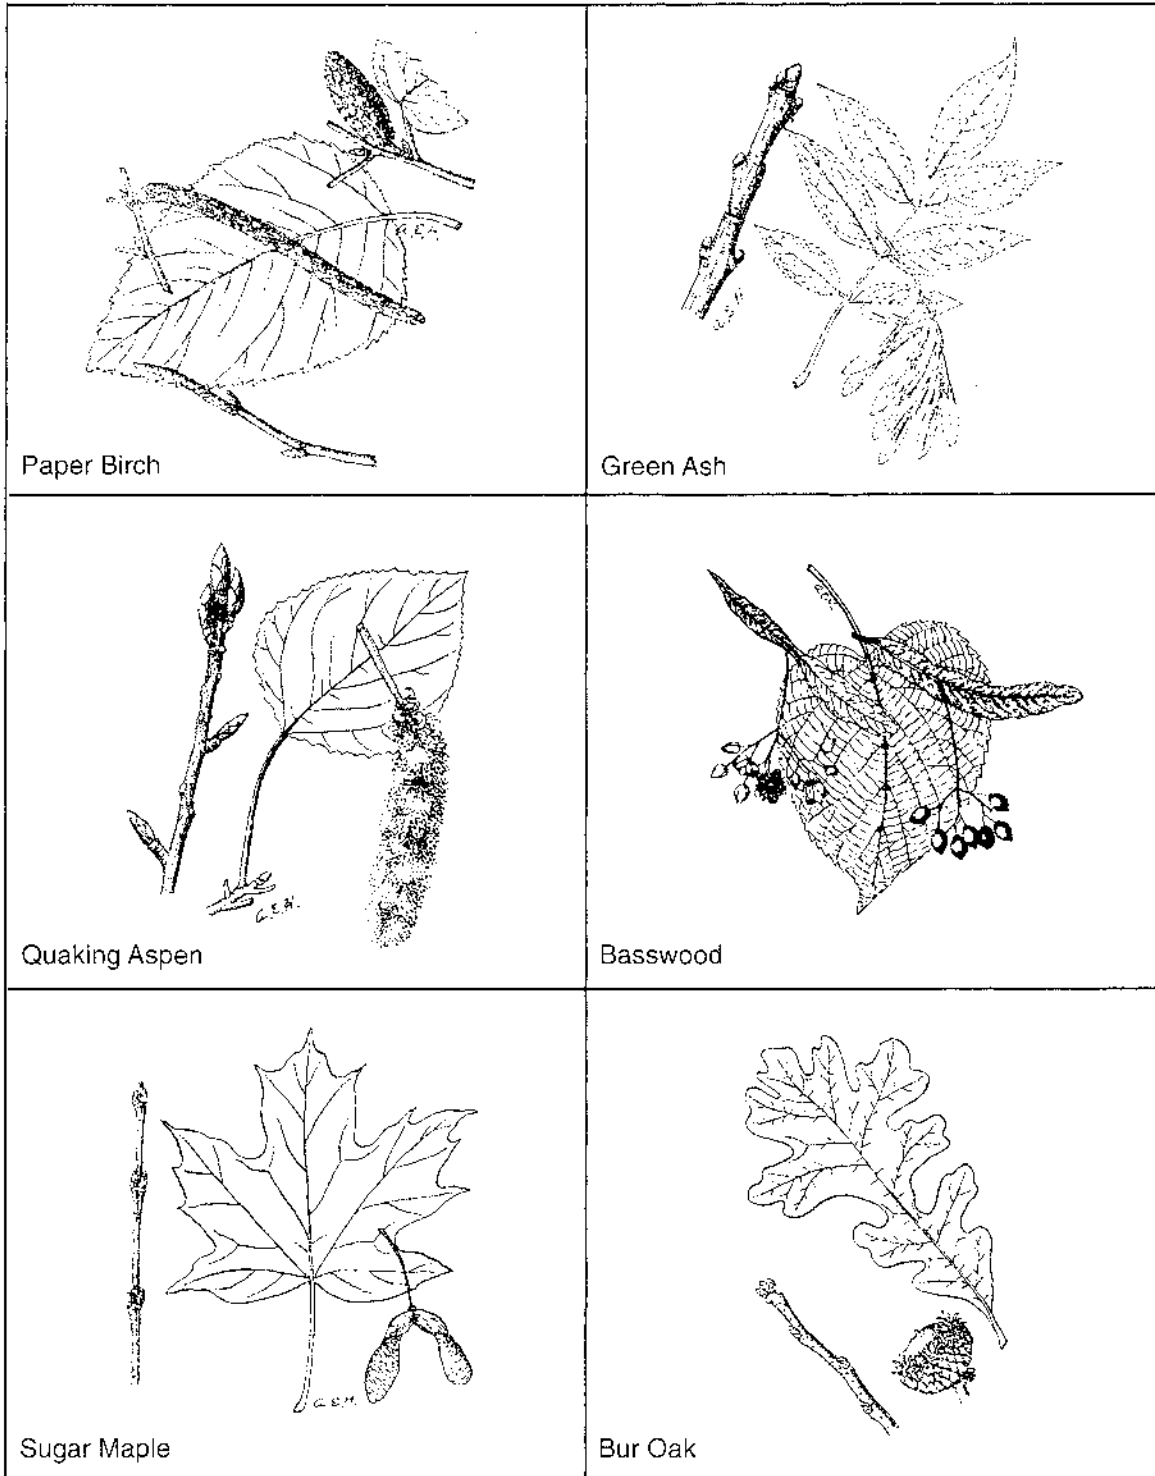 G.E.H.
Paper Birch
Green Ash
G.E.H.
Quaking Aspen
Basswood
G.E.H.
Sugar Maple
Bur Oak